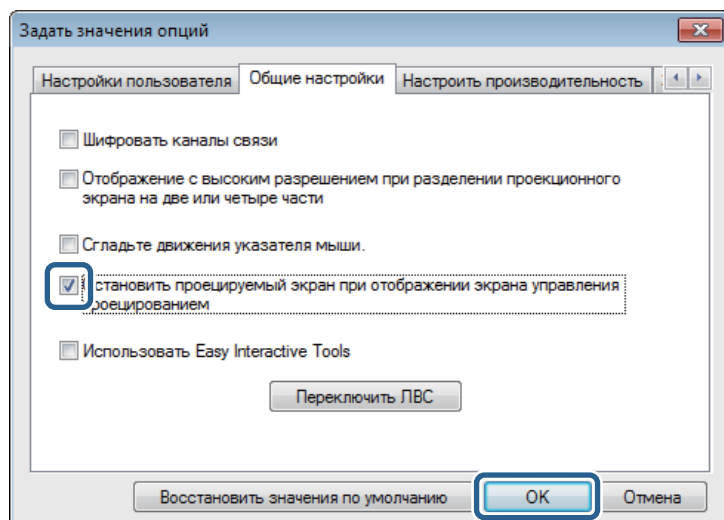 Задать значения опций
Настройки пользователя Общие настройки Настроить производительность
Шифровать каналы связи
Отображение с высоким разрешением при разделении проекционного
экрана на две или четыре части
Сгладьте движения указателя мыши.
становить проецируемый экран при отображении экрана управления
роецированием
Использовать Easy Interactive Tools
Переключить ЛВС
Восстановить значения по умолчанию OK Отмена